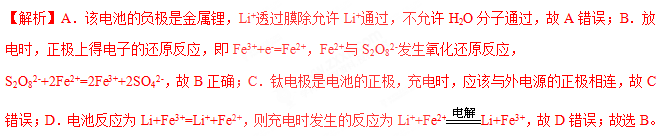 【解析】A．该电池的负极是金属锂，Li⁺透过膜除允许 Li⁺通过，不允许 H₂O 分子通过，故 A 错误；B．放
电时，正极上得电子的还原反应，即 Fe³⁺+e⁻=Fe²⁺，Fe²⁺与 S₂O₈²⁻发生氧化还原反应，
S₂O₈²⁻+2Fe²⁺=2Fe³⁺+2SO₄²⁻，故 B 正确；C．钛电极是电池的正极，充电时，应该与外电源的正极相连，故 C
错误；D．电池反应为 Li+Fe³⁺=Li⁺+Fe²⁺，则充电时发生的反应为 Li⁺+Fe²⁺ 电解 Li+Fe³⁺，故 D 错误；故选 B。